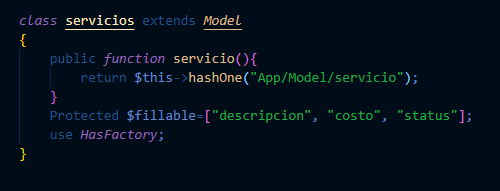 class servicios extends Model
{
public function servicio(){
return $this->hashOne("App/Model/servicio");
}
Protected $fillable=["descripcion", "costo", "status"];
use HasFactory;
}